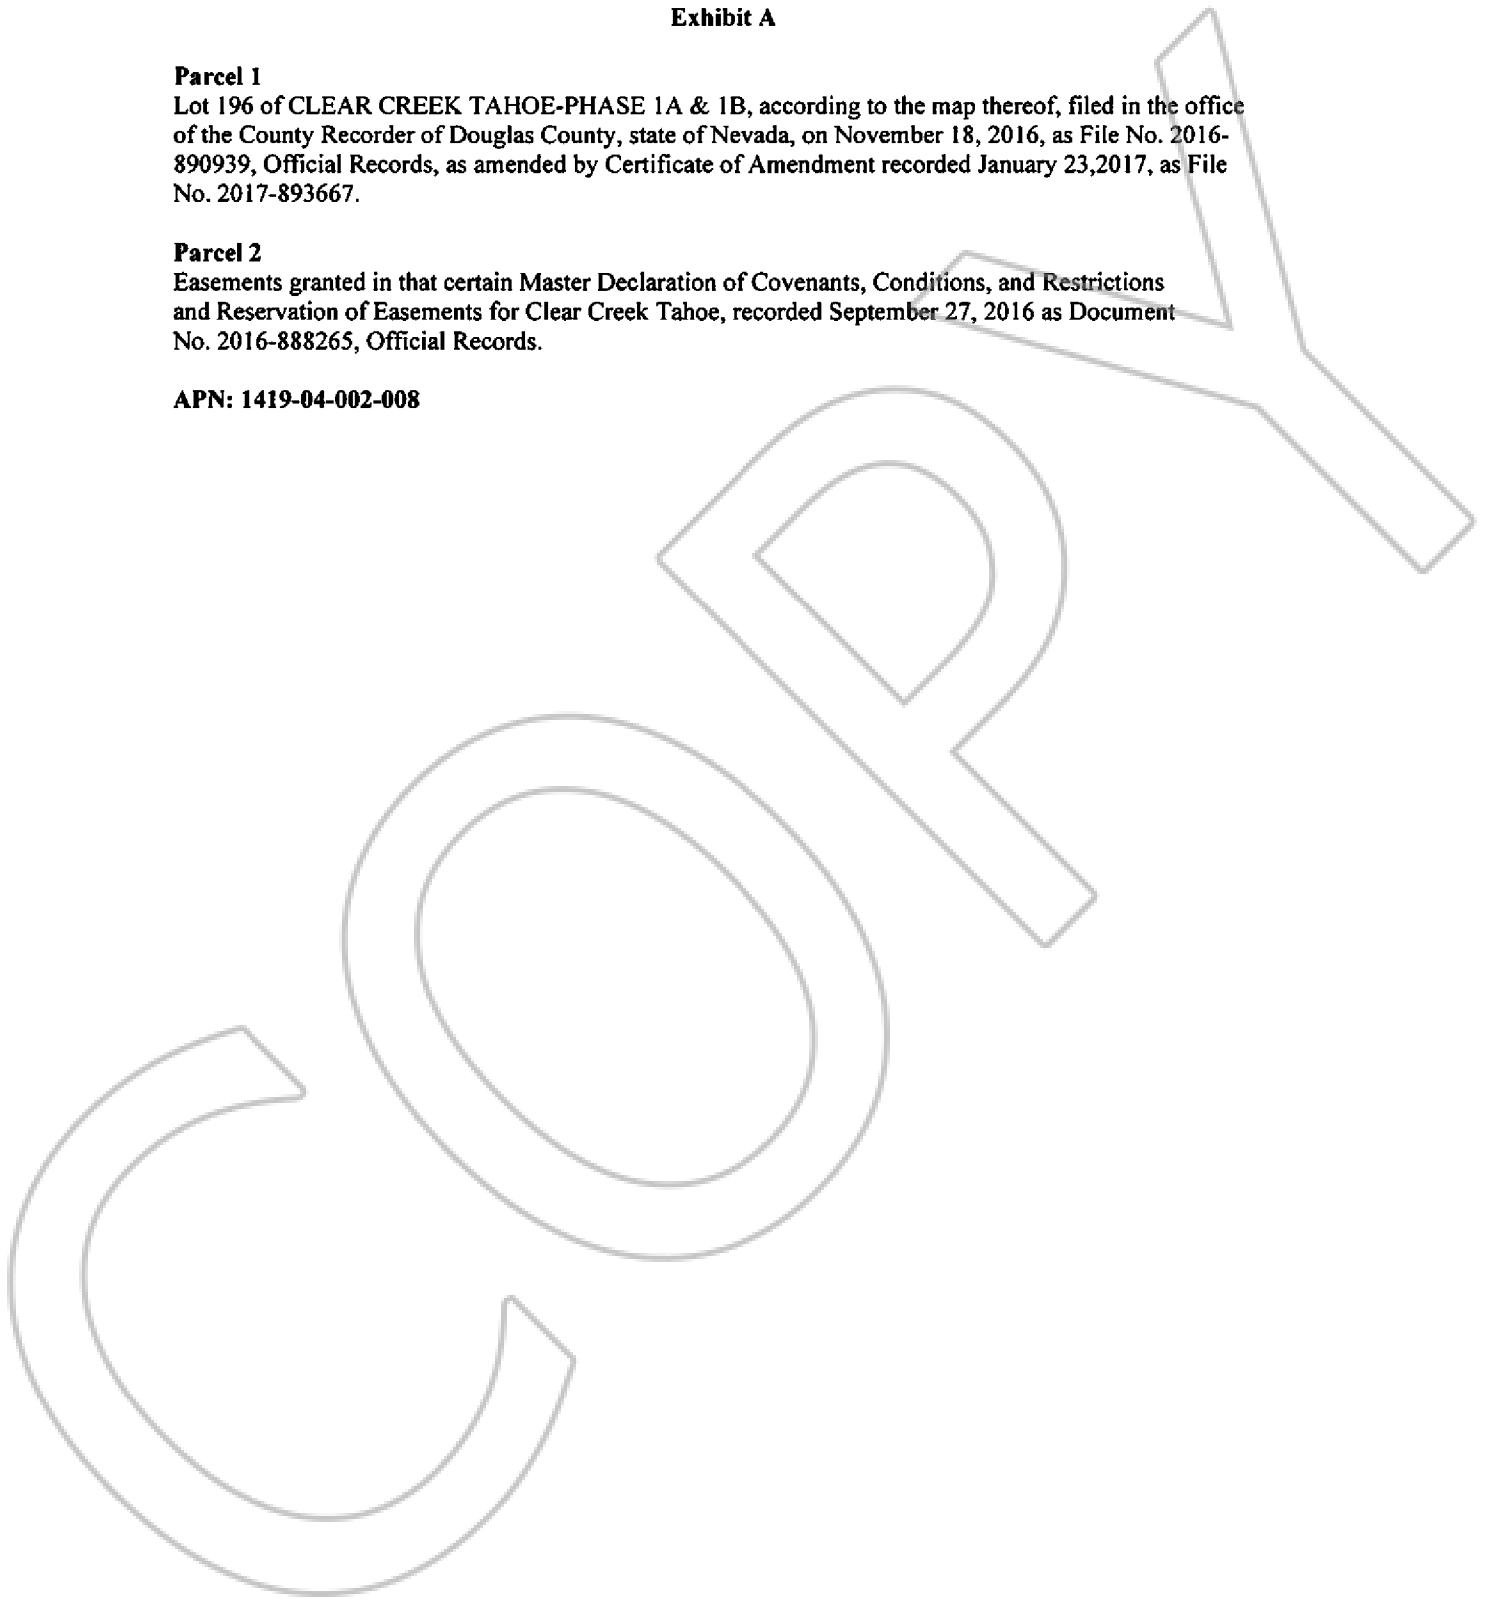 Exhibit A
Parcel 1
Lot 196 of CLEAR CREEK TAHOE-PHASE 1A & 1B, according to the map thereof, filed in the office
of the County Recorder of Douglas County, state of Nevada, on November 18, 2016, as File No. 2016-
890939, Official Records, as amended by Certificate of Amendment recorded January 23,2017, as File
No. 2017-893667.
Parcel 2
Easements granted in that certain Master Declaration of Covenants, Conditions, and Restrictions
and Reservation of Easements for Clear Creek Tahoe, recorded September 27, 2016 as Document
No. 2016-888265, Official Records.
APN: 1419-04-002-008
COPY